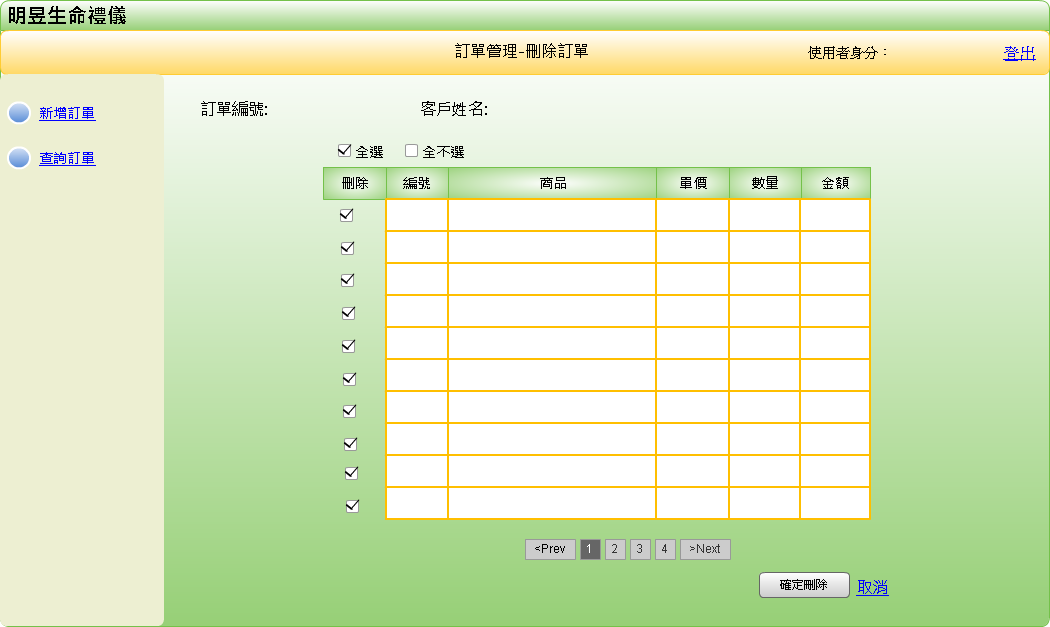 明昱生命禮儀
訂單管理-刪除訂單 使用者身分： 登出
新增訂單
查詢訂單
訂單編號: 客戶姓名:
全選 全不選
刪除 編號 商品 單價 數量 金額
<Prev 1 2 3 4 >Next
確定刪除 取消